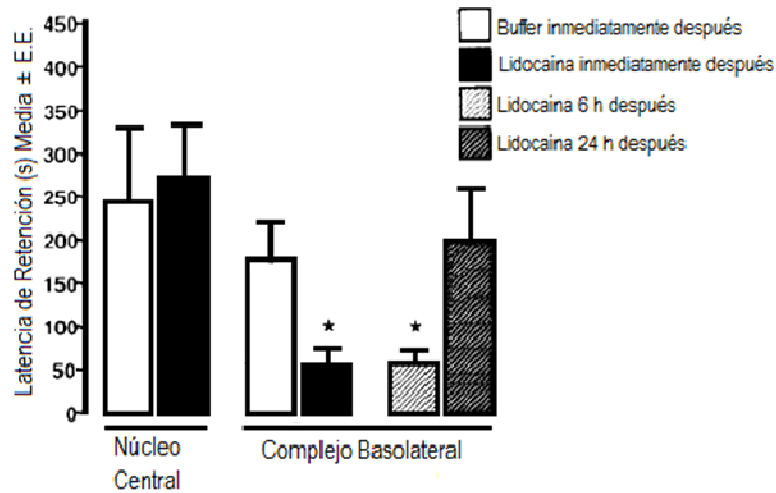 Latencia de Retención (s) Media ± E.E.
450
400
350
300
250
200
150
100
50
0
Buffer inmediatamente después
Lidocaína inmediatamente después
Lidocaina 6 h después
Lidocaína 24 h después
*
*
Núcleo
Central
Complejo Basolateral